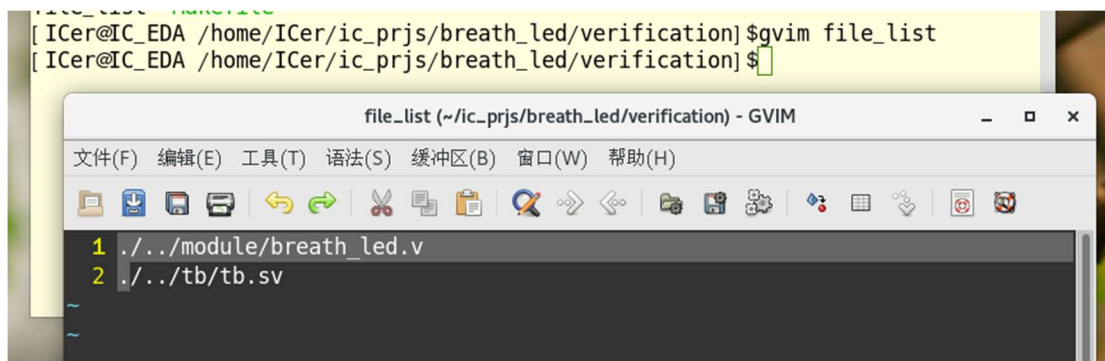 file_list Makefile
[ICer@IC_EDA /home/ICer/ic_prjs/breath_led/verification]$gvim file_list
[ICer@IC_EDA /home/ICer/ic_prjs/breath_led/verification]$
file_list (~/ic_prjs/breath_led/verification) - GVIM
文件(F) 编辑(E) 工具(T) 语法(S) 缓冲区(B) 窗口(W) 帮助(H)
1 ./../module/breath_led.v
2 ./../tb/tb.sv
~
~